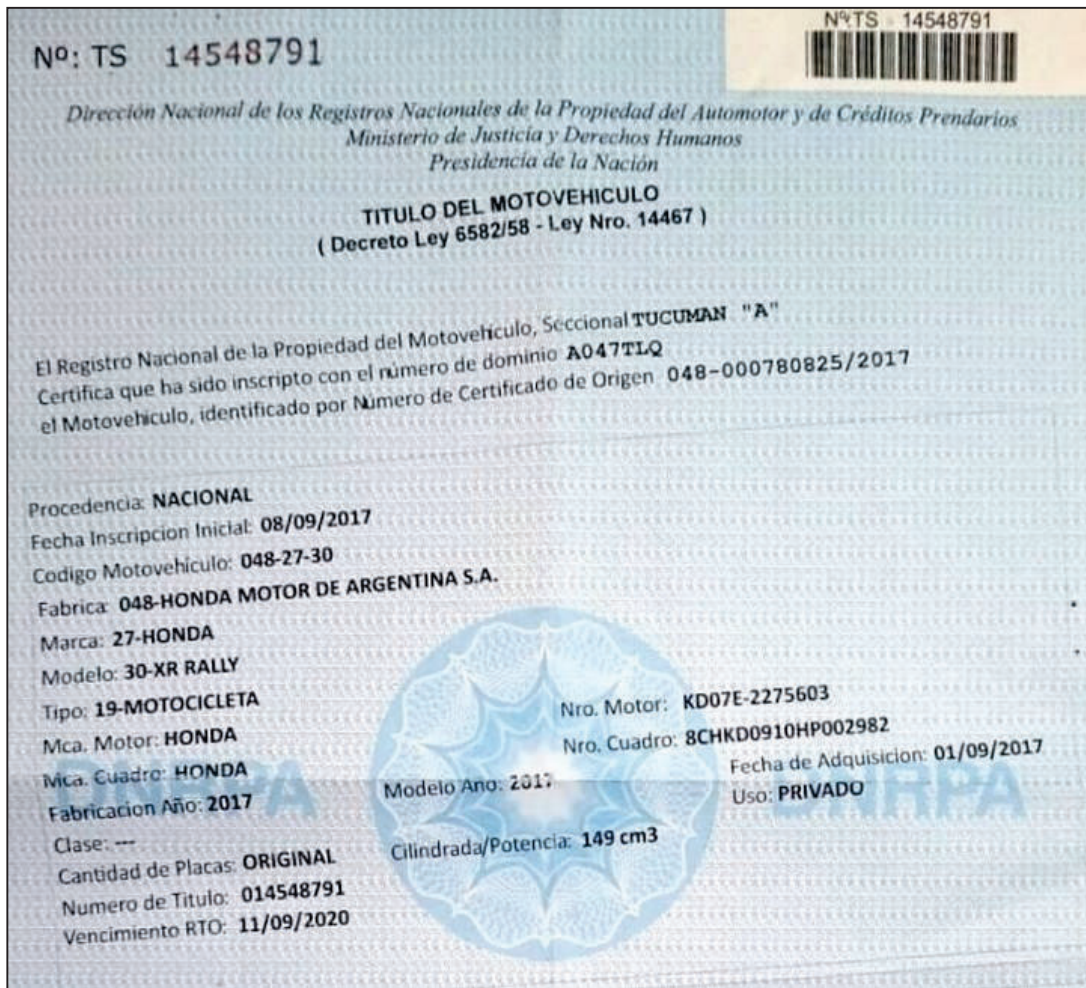 Nº: TS 14548791
NºTS 14548791
Dirección Nacional de los Registros Nacionales de la Propiedad del Automotor y de Créditos Prendarios
Ministerio de Justicia y Derechos Humanos
Presidencia de la Nación
TITULO DEL MOTOVEHICULO
( Decreto Ley 6582/58 - Ley Nro. 14467 )
El Registro Nacional de la Propiedad del Motovehículo, Seccional TUCUMAN "A"
Certifica que ha sido inscripto con el número de dominio A047TLQ
el Motovehículo, identificado por Número de Certificado de Origen 048-000780825/2017
Procedencia: NACIONAL
Fecha Inscripcion Inicial: 08/09/2017
Codigo Motovehículo: 048-27-30
Fabrica: 048-HONDA MOTOR DE ARGENTINA S.A.
Marca: 27-HONDA
Modelo: 30-XR RALLY
Tipo: 19-MOTOCICLETA
Nro. Motor: KD07E-2275603
Mca. Motor: HONDA
Nro. Cuadro: 8CHKD0910HP002982
Mca. Cuadro: HONDA
Fecha de Adquisicion: 01/09/2017
Fabricacion Año: 2017
Modelo Ano: 2017
Uso: PRIVADO
DNRPA
DNRPA
Clase: ---
Cilindrada/Potencia: 149 cm3
Cantidad de Placas: ORIGINAL
Numero de Titulo: 014548791
Vencimiento RTO: 11/09/2020